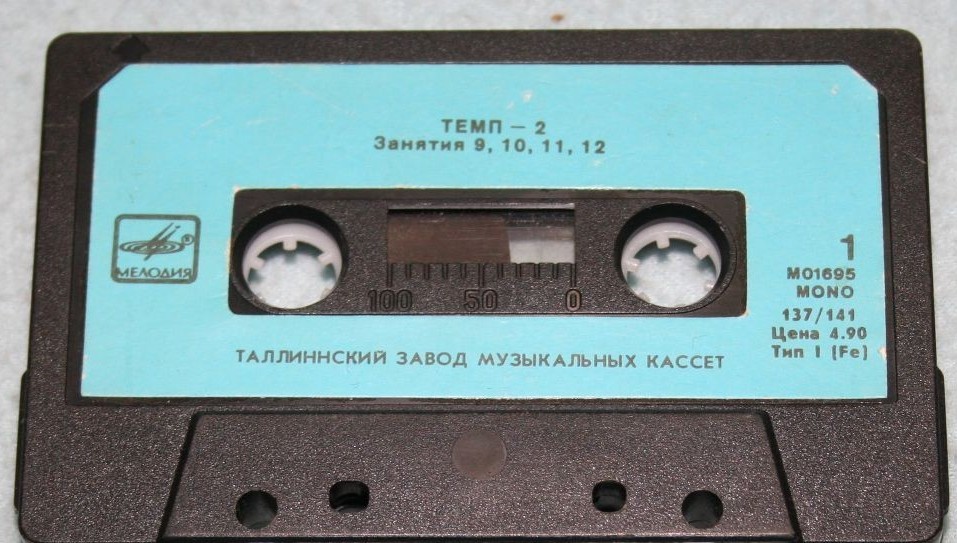 ТЕМП — 2
Занятия 9, 10, 11, 12
МЕЛОДИЯ
®
1
М01695
MONO
137/141
Цена 4.90
Тип I (Fe)
100 50 0
ТАЛЛИННСКИЙ ЗАВОД МУЗЫКАЛЬНЫХ КАССЕТ